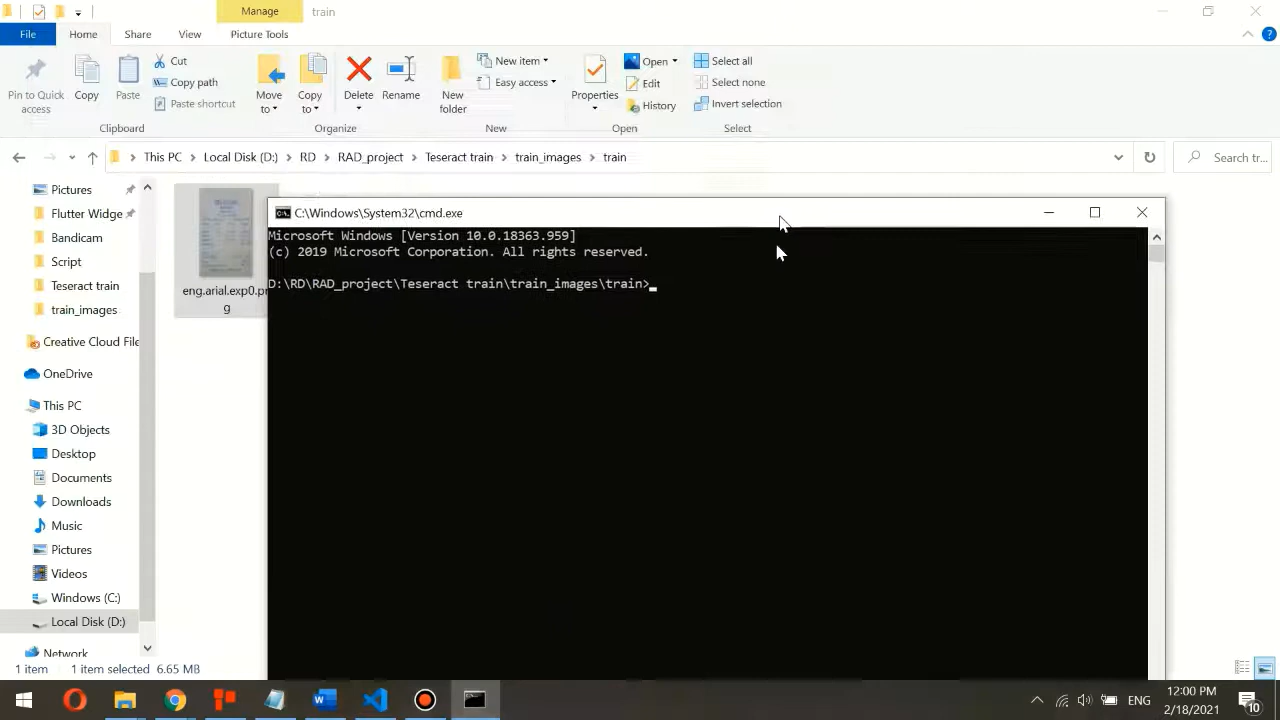 Manage
train
File
Home
Share
View
Picture Tools
Pin to Quick access
Copy
Paste
Cut
Copy path
Paste shortcut
Clipboard
Move to
Copy to
Delete
Rename
Organize
New folder
New item
Easy access
New
Properties
Open
Edit
History
Open
Select all
Select none
Invert selection
Select
This PC
Local Disk (D:)
RD
RAD_project
Teseract train
train_images
train
Search tr...
Pictures
Flutter Widge
Bandicam
Script
Teseract train
train_images
Creative Cloud File
OneDrive
This PC
3D Objects
Desktop
Documents
Downloads
Music
Pictures
Videos
Windows (C:)
Local Disk (D:)
Network
eng.arial.exp0.pn
g
C:\Windows\System32\cmd.exe
Microsoft Windows [Version 10.0.18363.959]
(c) 2019 Microsoft Corporation. All rights reserved.
D:\RD\RAD_project\Teseract train\train_images\train>
1 item
1 item selected 6.65 MB
ENG
12:00 PM
2/18/2021
10